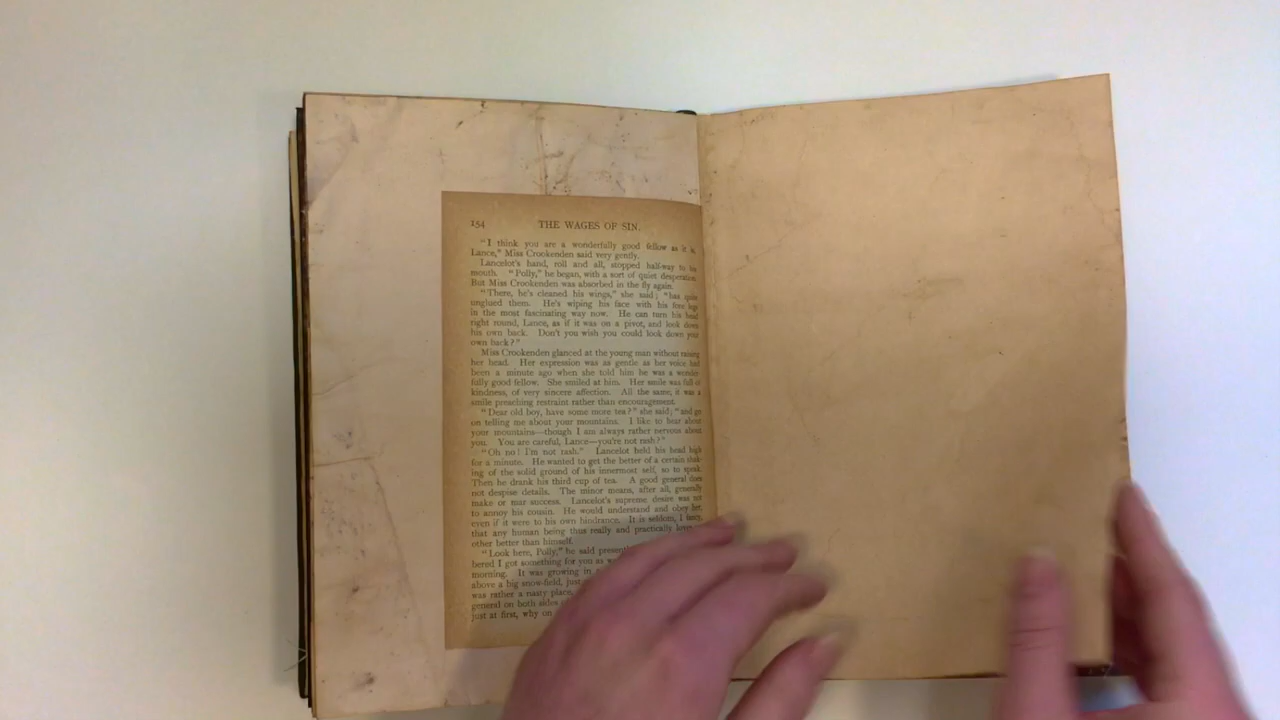 154 THE WAGES OF SIN.
"I think you are a wonderfully good fellow as it is,
Lance," Miss Crookenden said very gently.
Lancelot's hand, roll and all, stopped half-way to his
mouth. "Polly," he began, with a sort of quiet desperation.
But Miss Crookenden was absorbed in the fly again.
"There, he's cleaned his wings," she said; "has quite
unglued them. He's wiping his face with his fore legs
in the most fascinating way now. He can turn his head
right round, Lance, as if it was on a pivot, and look down
his own back. Don't you wish you could look down your
own back?"
Miss Crookenden glanced at the young man without raising
her head. Her expression was as gentle as her voice had
been a minute ago when she told him he was a wonder-
fully good fellow. She smiled at him. Her smile was full of
kindness, of very sincere affection. All the same, it was a
smile preaching restraint rather than encouragement.
"Dear old boy, have some more tea?" she said; "and go
on telling me about your mountains. I like to hear about
your mountains—though I am always rather nervous about
you. You are careful, Lance—you're not rash?"
"Oh no! I'm not rash." Lancelot held his head high
for a minute. He wanted to get the better of a certain shak-
ing of the solid ground of his innermost self, so to speak.
Then he drank his third cup of tea. A good general does
not despise details. The minor means, after all, generally
make or mar success. Lancelot's supreme desire was not
to annoy his cousin. He would understand and obey her,
even if it were to his own hindrance. It is seldom, I fancy,
that any human being thus really and practically loves
other better than himself.
"Look here, Polly," he said
bered I got something for you as
morning. It was growing in
above a big snow-field, just
was rather a nasty place,
general on both sides
just at first, why on